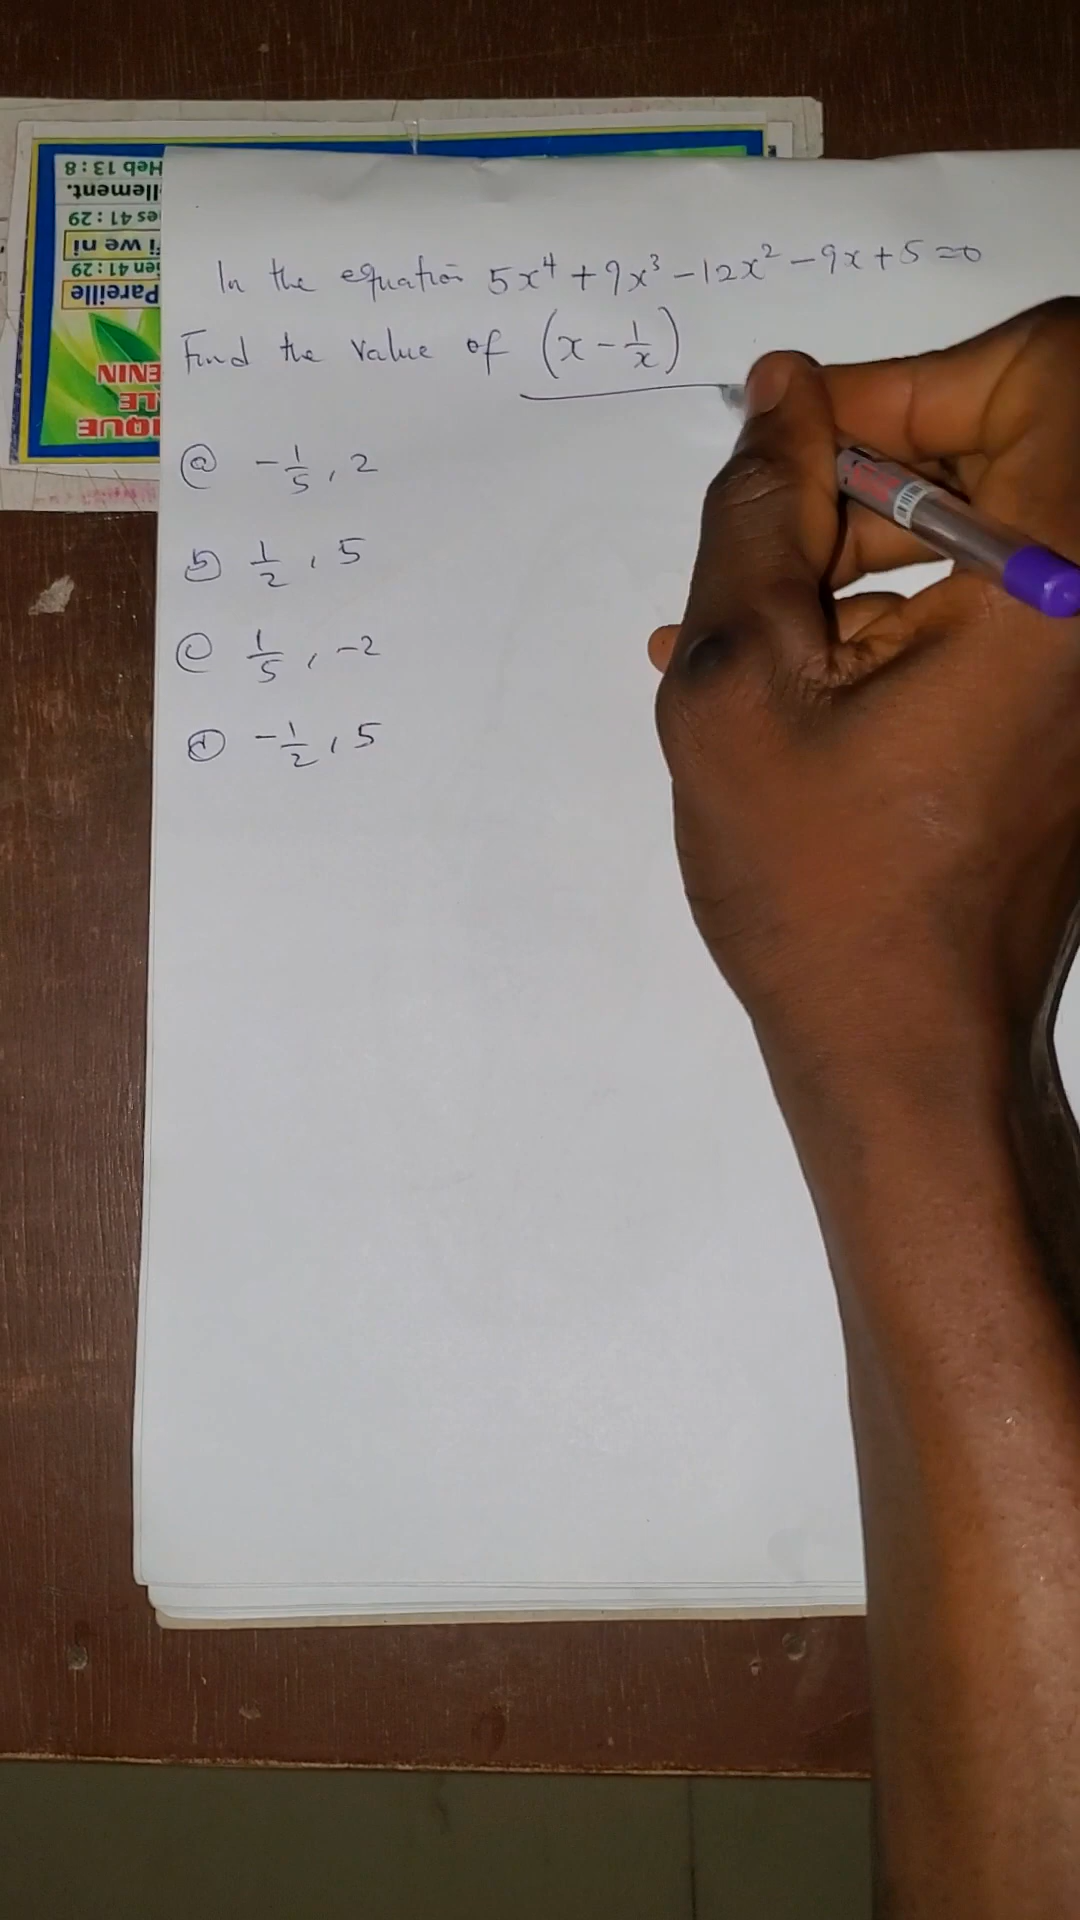 In the equation 5x⁴ + 9x³ - 12x² - 9x + 5 = 0
Find the value of (x - 1/x)
ⓐ -1/5, 2
ⓑ 1/2, 5
ⓒ 1/5, -2
ⓓ -1/2, 5
Pareille
41:29
fi we ni
es 41:29
llement.
Heb 13:8
ENIN
LE
IQUE